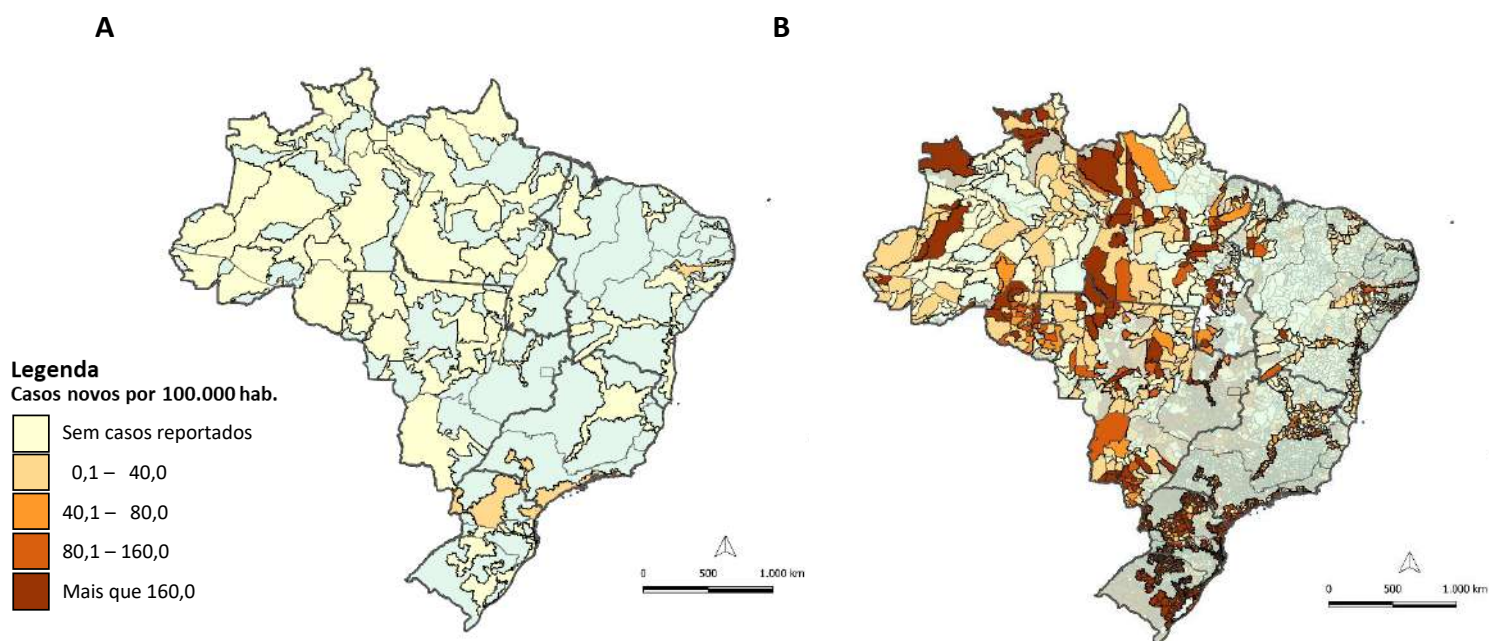 A
B
Legenda
Casos novos por 100.000 hab.
Sem casos reportados
0,1 – 40,0
40,1 – 80,0
80,1 – 160,0
Mais que 160,0
0 500 1.000 km
0 500 1.000 km